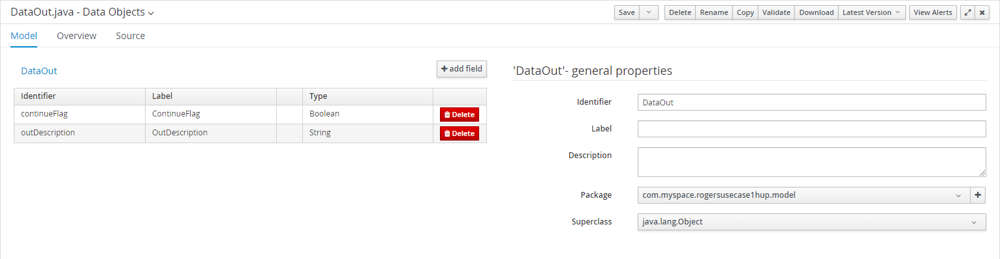 DataOut.java - Data Objects
Save Delete Rename Copy Validate Download Latest Version View Alerts
Model Overview Source
DataOut
+ add field
Identifier Label Type
continueFlag ContinueFlag Boolean Delete
outDescription OutDescription String Delete
'DataOut'- general properties
Identifier DataOut
Label
Description
Package com.myspace.rogersusecase1hup.model
Superclass java.lang.Object